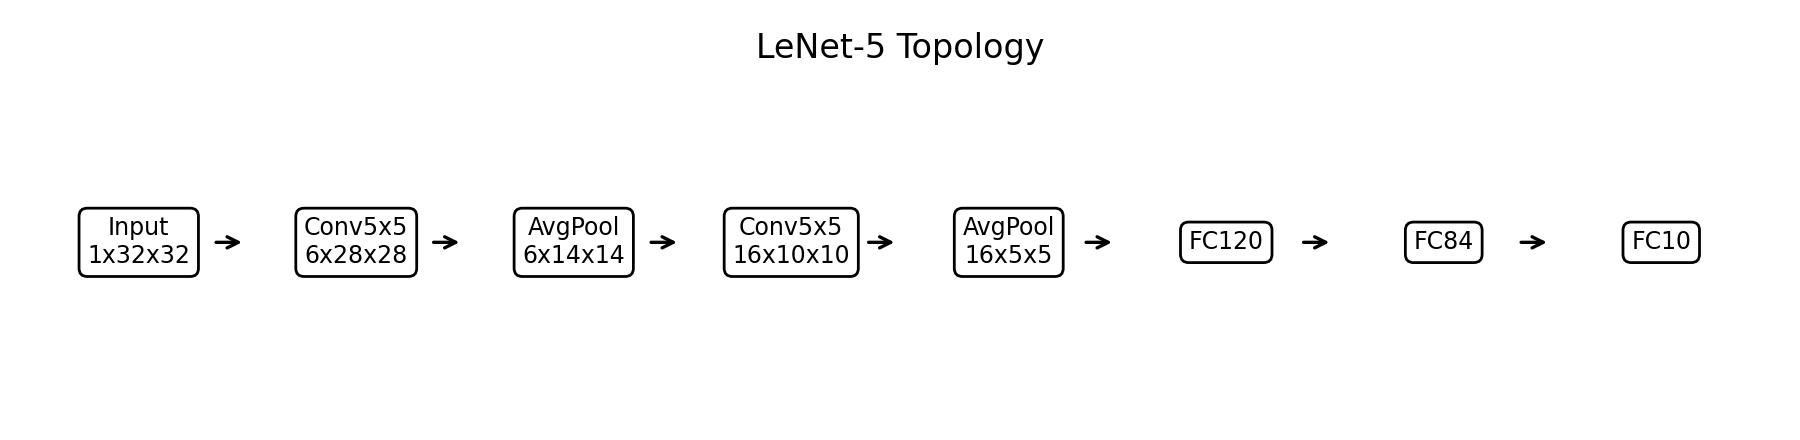 LeNet-5 Topology
Input
1x32x32
Conv5x5
6x28x28
AvgPool
6x14x14
Conv5x5
16x10x10
AvgPool
16x5x5
FC120
FC84
FC10